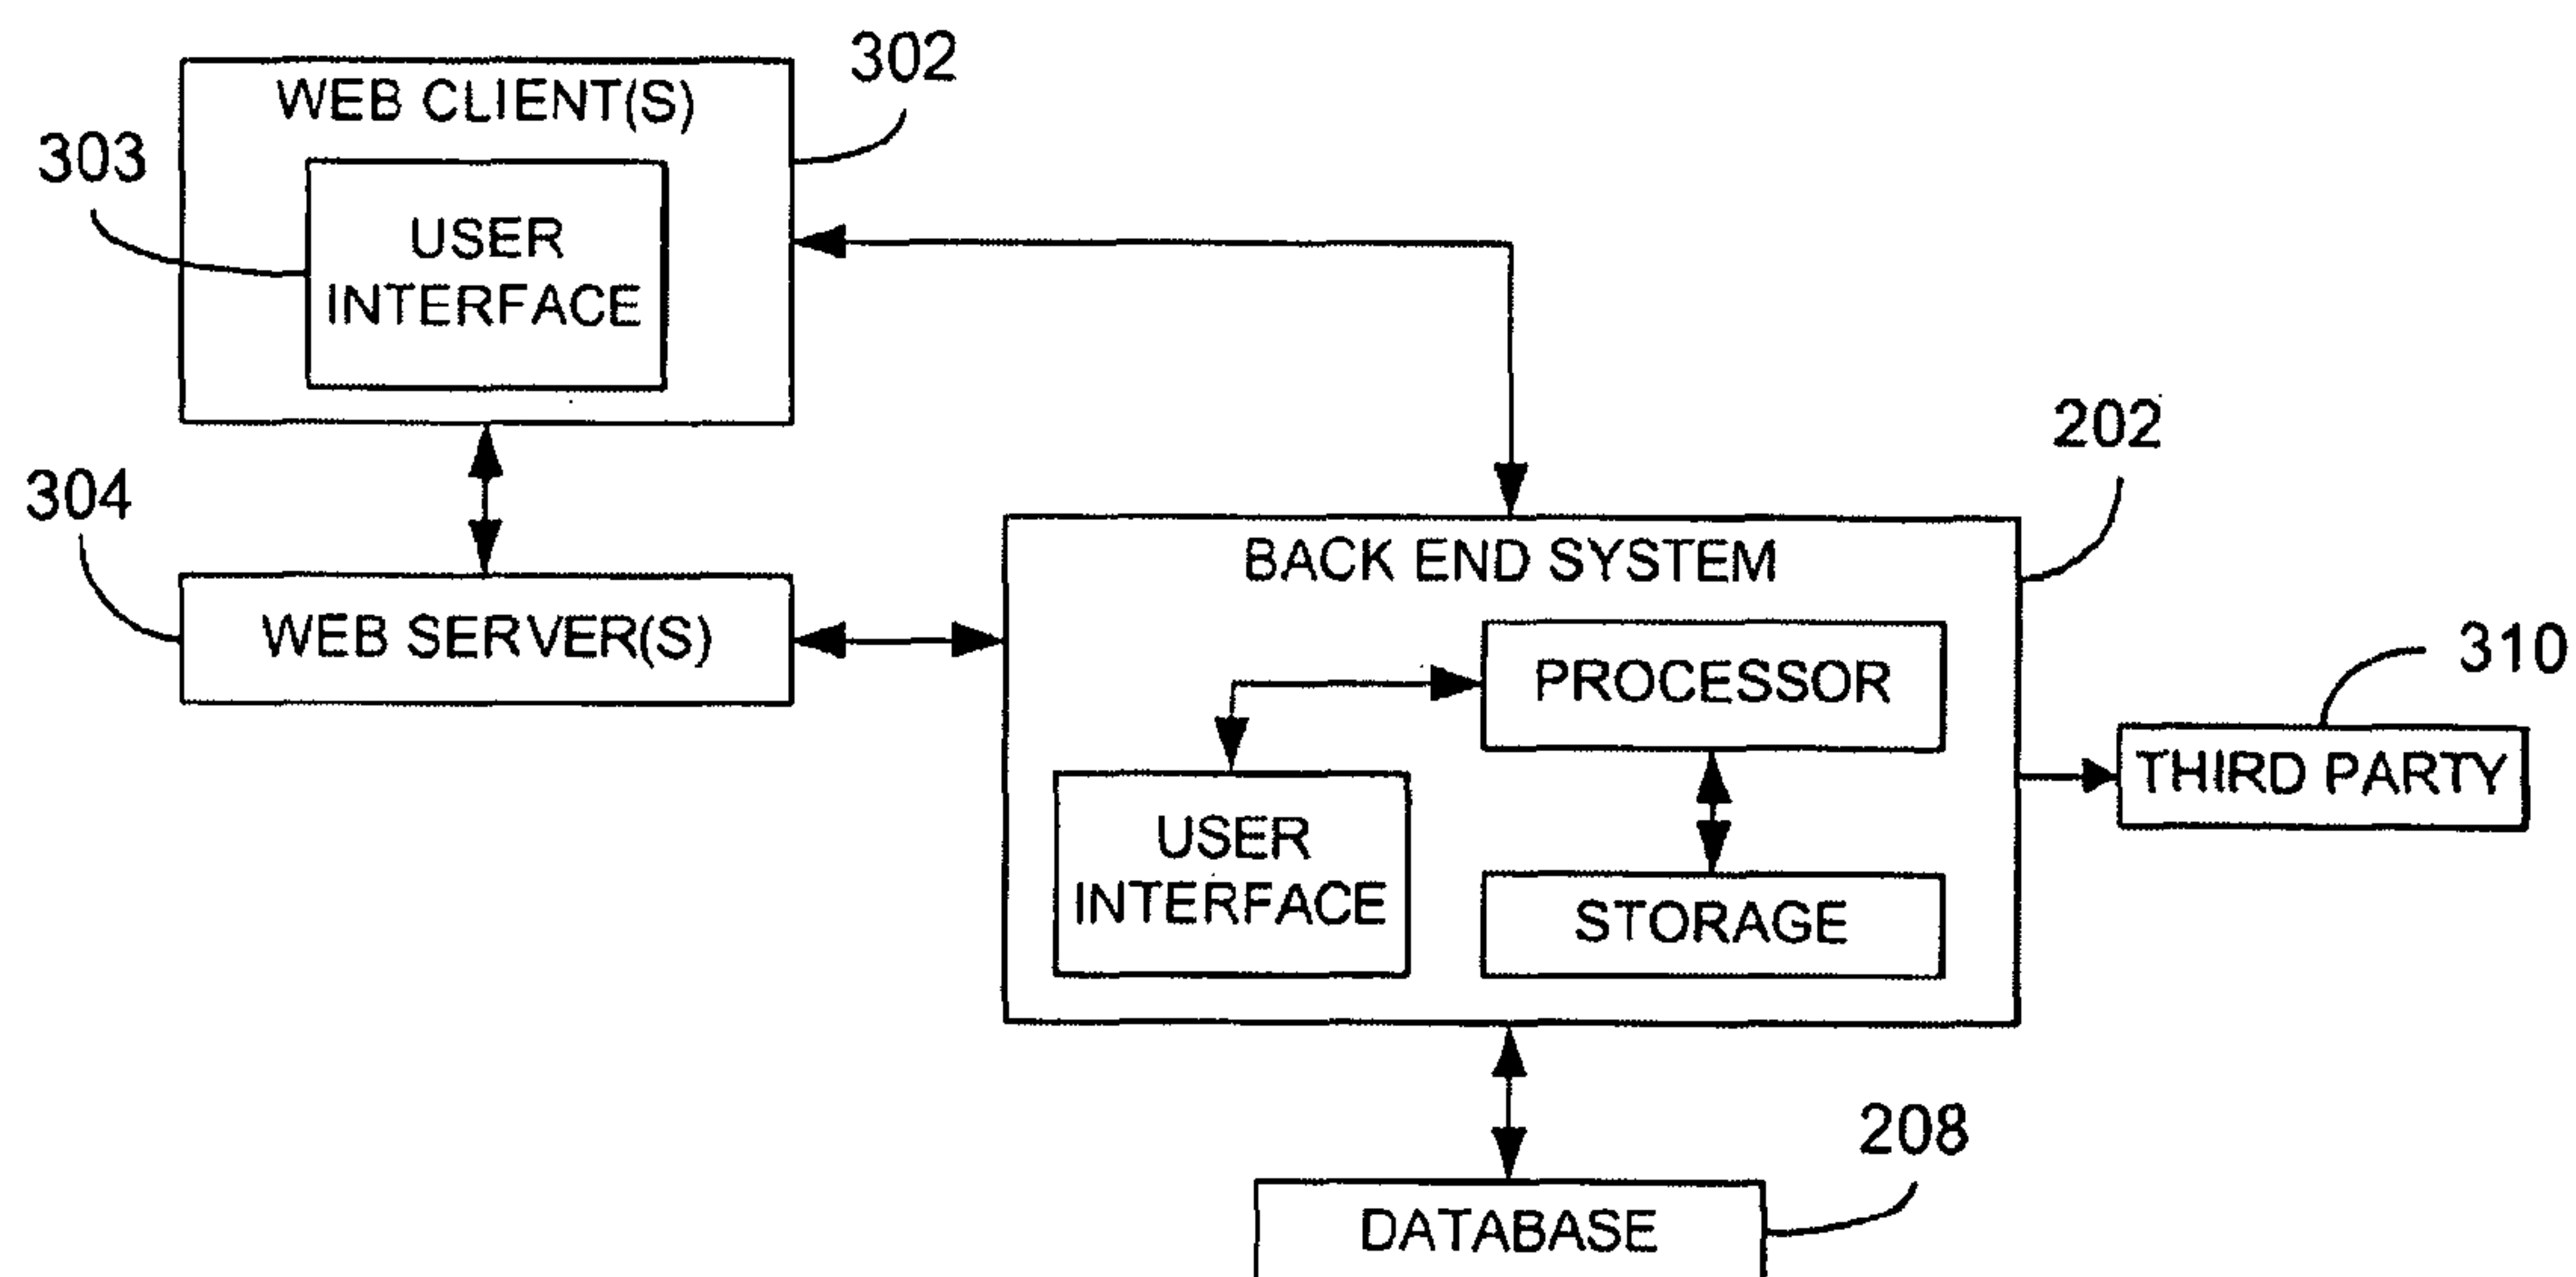 302
WEB CLIENT(S)
303
USER
INTERFACE
304
WEB SERVER(S)
202
BACK END SYSTEM
PROCESSOR
USER
INTERFACE
STORAGE
310
THIRD PARTY
208
DATABASE